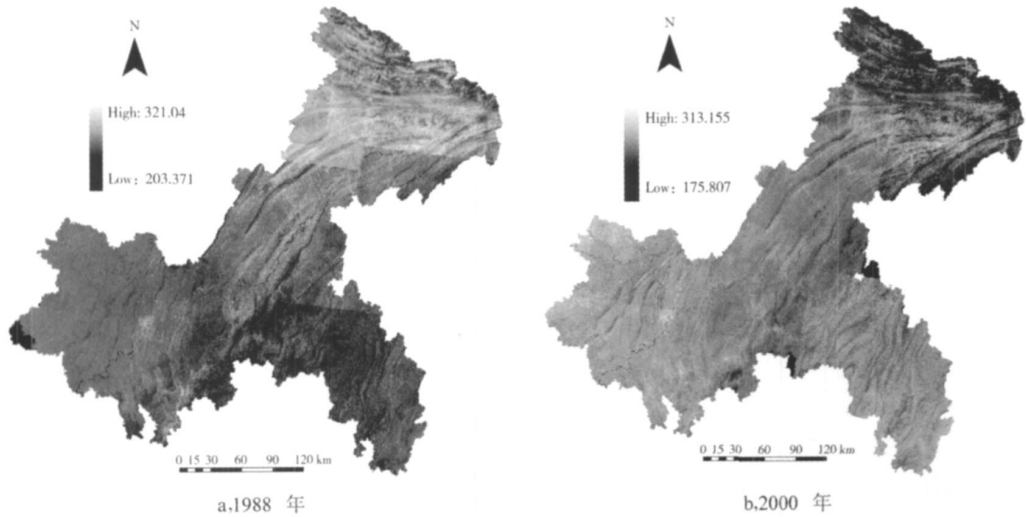 N
High: 321.04
Low: 203.371
0 15 30 60 90 120 km
a,1988 年
N
High: 313.155
Low: 175.807
0 15 30 60 90 120 km
b,2000 年